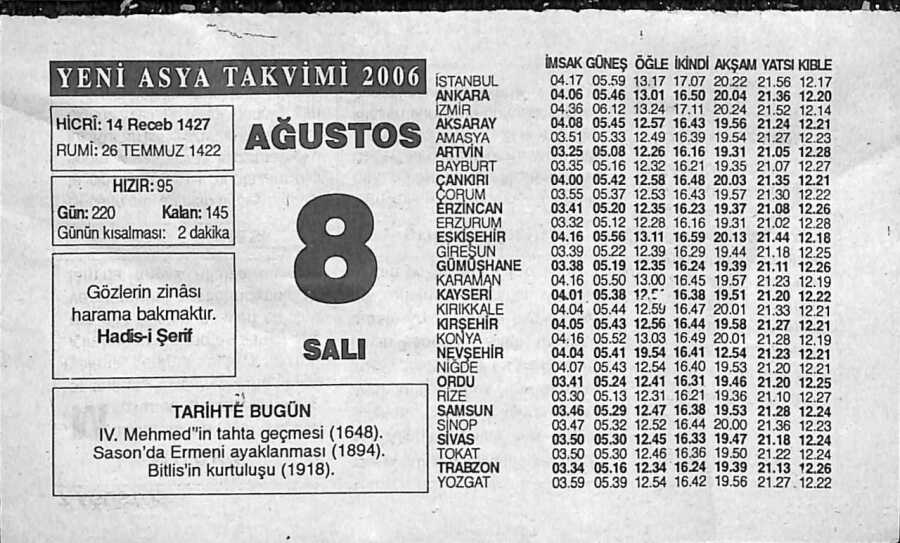 YENİ ASYA TAKVİMİ 2006
HİCRÎ: 14 Receb 1427
RUMİ: 26 TEMMUZ 1422
HIZIR: 95
Gün: 220 Kalan: 145
Günün kısalması: 2 dakika
Gözlerin zinâsı
harama bakmaktır.
Hadis-i Şerif
AĞUSTOS
8
SALI
TARİHTE BUGÜN
IV. Mehmed"in tahta geçmesi (1648).
Sason'da Ermeni ayaklanması (1894).
Bitlis'in kurtuluşu (1918).
İMSAK GÜNEŞ ÖĞLE İKİNDİ AKŞAM YATSI KIBLE
İSTANBUL 04.17 05.59 13.17 17.07 20.22 21.56 12.17
ANKARA 04.06 05.46 13.01 16.50 20.04 21.36 12.20
İZMİR 04.36 06.12 13.24 17.11 20.24 21.52 12.14
AKSARAY 04.08 05.45 12.57 16.43 19.56 21.24 12.21
AMASYA 03.51 05.33 12.49 16.39 19.54 21.27 12.23
ARTVİN 03.25 05.08 12.26 16.16 19.31 21.05 12.28
BAYBURT 03.35 05.16 12.32 16.21 19.35 21.07 12.27
ÇANKIRI 04.00 05.42 12.58 16.48 20.03 21.35 12.21
ÇORUM 03.55 05.37 12.53 16.43 19.57 21.30 12.22
ERZİNCAN 03.41 05.20 12.35 16.23 19.37 21.08 12.26
ERZURUM 03.32 05.12 12.28 16.16 19.31 21.02 12.28
ESKİŞEHİR 04.16 05.56 13.11 16.59 20.13 21.44 12.18
GİRESUN 03.39 05.22 12.39 16.29 19.44 21.18 12.25
GÜMÜŞHANE 03.38 05.19 12.35 16.24 19.39 21.11 12.26
KARAMAN 04.16 05.50 13.00 16.45 19.57 21.23 12.19
KAYSERİ 04.01 05.38 16.38 19.51 21.20 12.22
KIRIKKALE 04.04 05.44 12.59 16.47 20.01 21.33 12.21
KIRŞEHİR 04.05 05.43 12.56 16.44 19.58 21.27 12.21
KONYA 04.16 05.52 13.03 16.49 20.01 21.28 12.19
NEVŞEHİR 04.04 05.41 19.54 16.41 12.54 21.23 12.21
NİĞDE 04.07 05.43 12.54 16.40 19.53 21.20 12.21
ORDU 03.41 05.24 12.41 16.31 19.46 21.20 12.25
RİZE 03.30 05.13 12.31 16.21 19.36 21.10 12.27
SAMSUN 03.46 05.29 12.47 16.38 19.53 21.28 12.24
SİNOP 03.47 05.32 12.52 16.44 20.00 21.36 12.23
SİVAS 03.50 05.30 12.45 16.33 19.47 21.18 12.24
TOKAT 03.50 05.30 12.46 16.36 19.50 21.22 12.24
TRABZON 03.34 05.16 12.34 16.24 19.39 21.13 12.26
YOZGAT 03.59 05.39 12.54 16.42 19.56 21.27 12.22